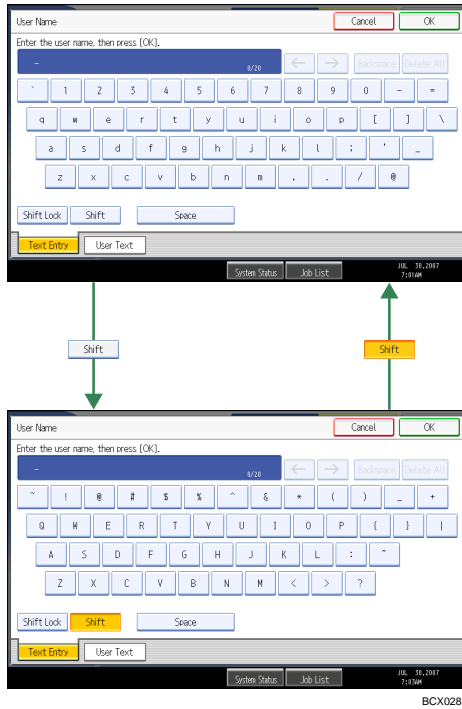 User Name Cancel OK
Enter the user name, then press [OK].
_ 0/20 ← → Backspace Delete All
` 1 2 3 4 5 6 7 8 9 0 - =
q w e r t y u i o p [ ] \
a s d f g h j k l ; ' _
z x c v b n m , . / @
Shift Lock Shift Space
Text Entry User Text
System Status Job List JUL 30,2007
7:01AM
Shift Shift
User Name Cancel OK
Enter the user name, then press [OK].
_ 0/20 ← → Backspace Delete All
~ ! @ # $ % ^ & * ( ) _ +
Q W E R T Y U I O P { } |
A S D F G H J K L : ~
Z X C V B N M < > ?
Shift Lock Shift Space
Text Entry User Text
System Status Job List JUL 30,2007
7:03AM
BCX028